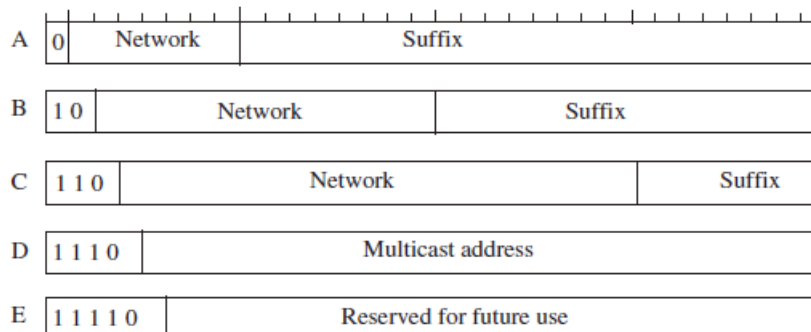 A 0 Network Suffix
B 1 0 Network Suffix
C 1 1 0 Network Suffix
D 1 1 1 0 Multicast address
E 1 1 1 1 0 Reserved for future use